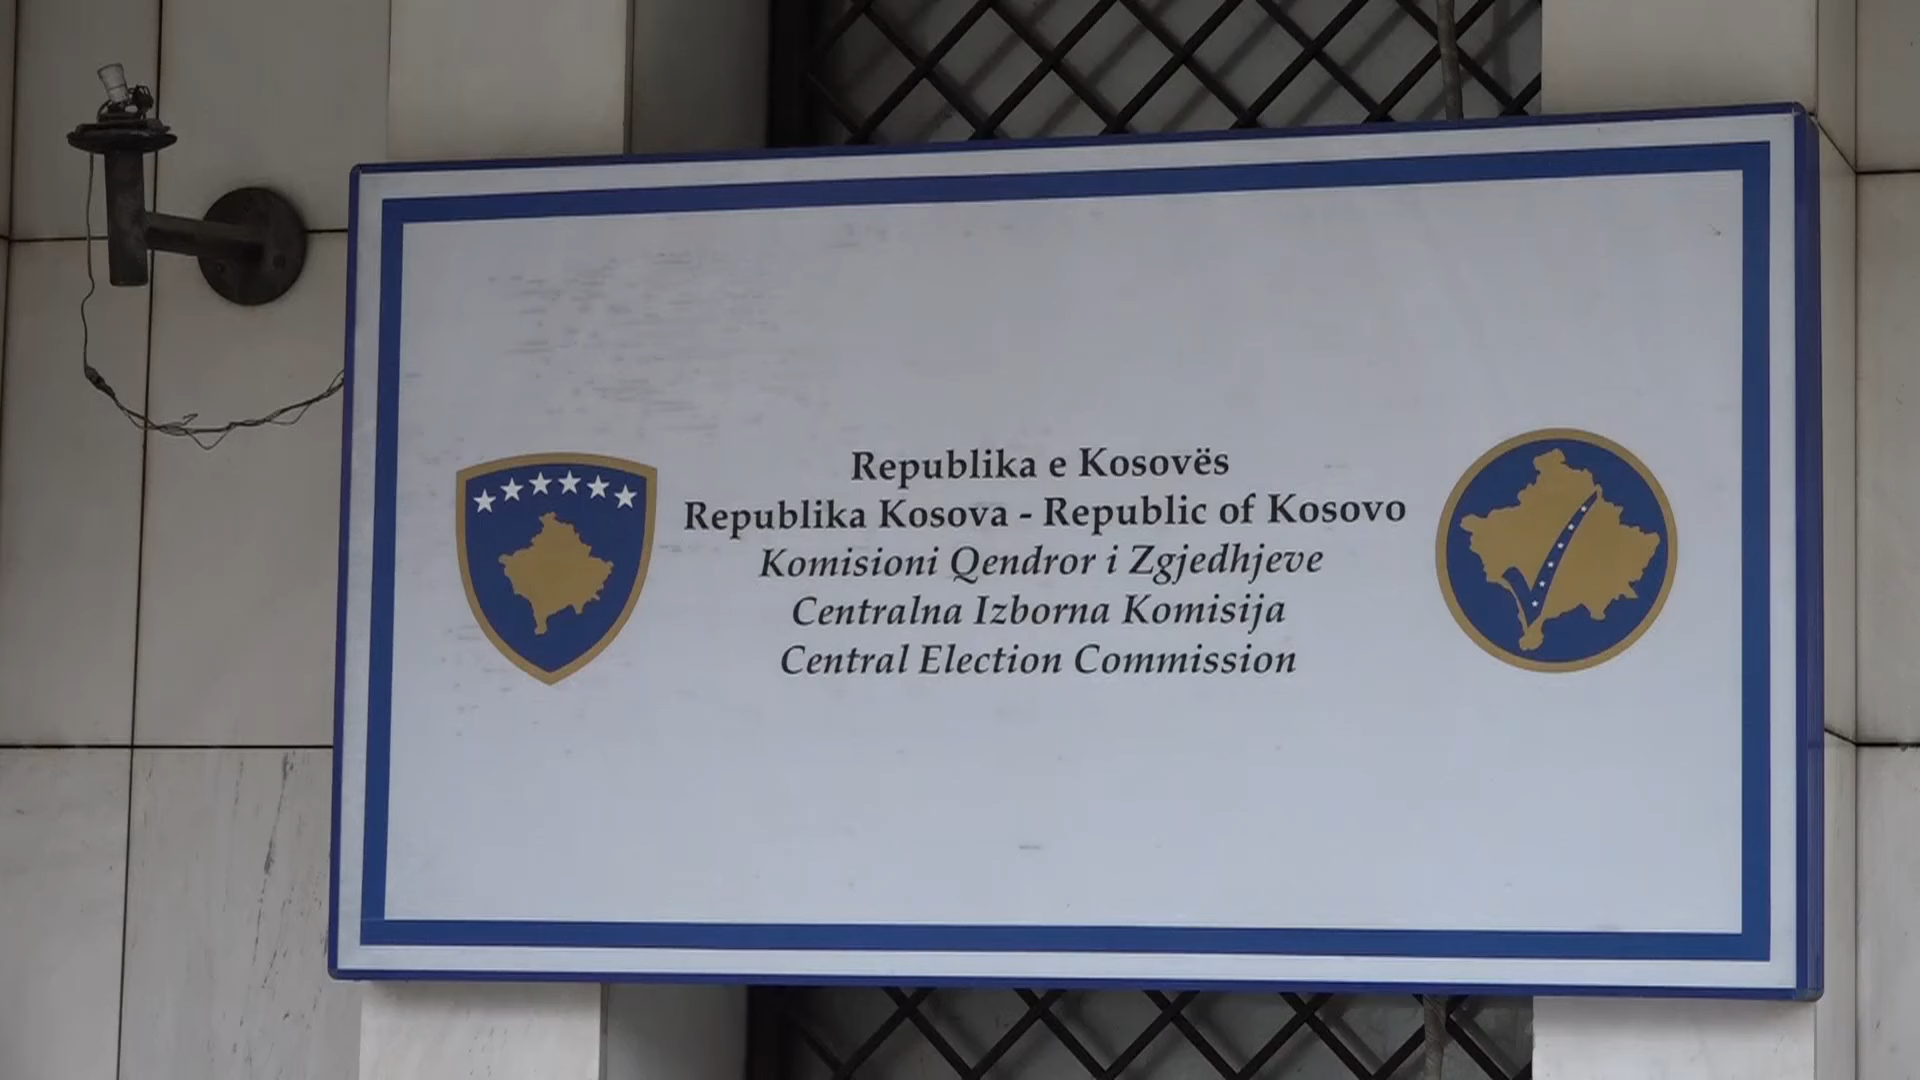 Republika e Kosovës
Republika Kosova - Republic of Kosovo
Komisioni Qendror i Zgjedhjeve
Centralna Izborna Komisija
Central Election Commission